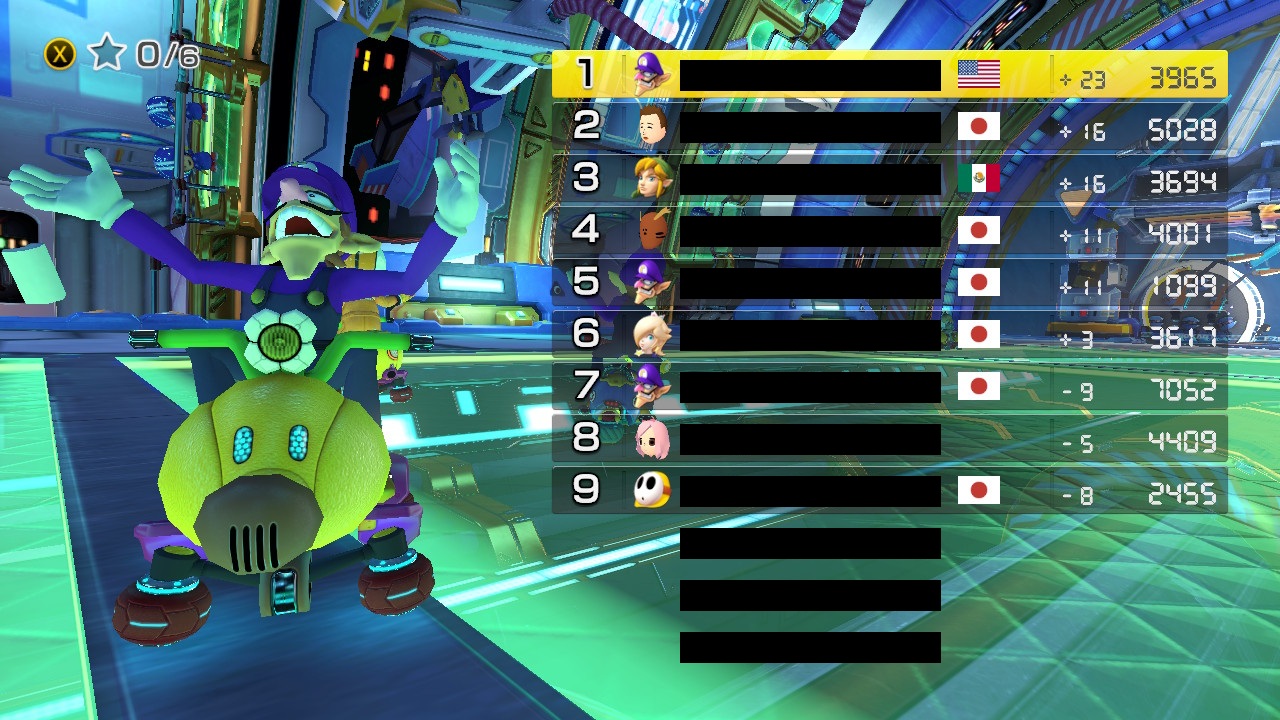 X 0/6
1 + 23 3965
2 + 16 5028
3 + 16 3694
4 + 11 4001
5 + 11 1099
6 + 3 3617
7 - 9 7052
8 - 5 4409
9 - 8 2455